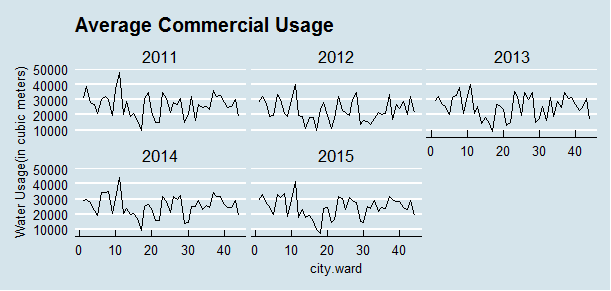 Average Commercial Usage
2011 2012 2013
Water Usage(in cubic meters)
50000
40000
30000
20000
10000
0 10 20 30 40
2014 2015
50000
40000
30000
20000
10000
0 10 20 30 40 0 10 20 30 40
city.ward